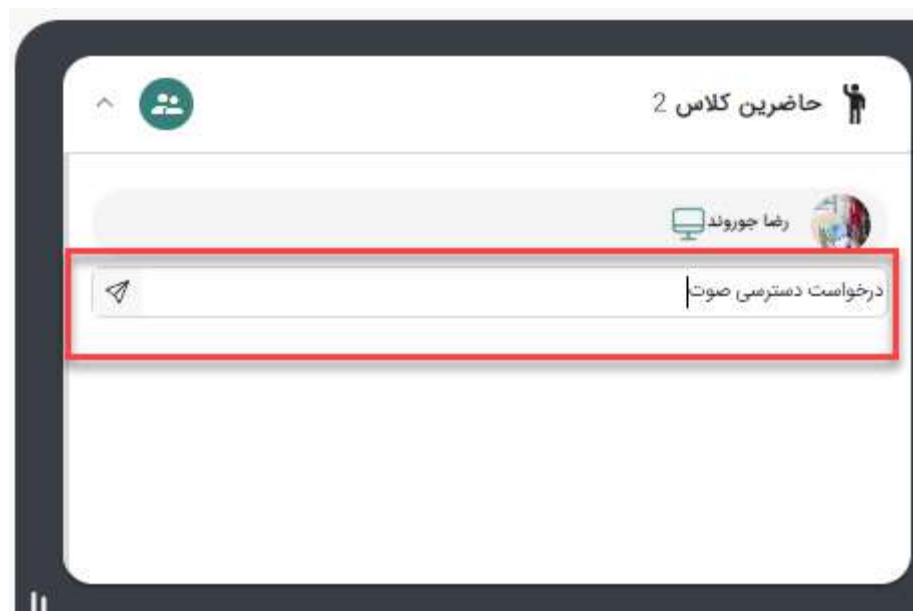 حاضرین کلاس 2
رضا جوروند
درخواست دسترسی صوت